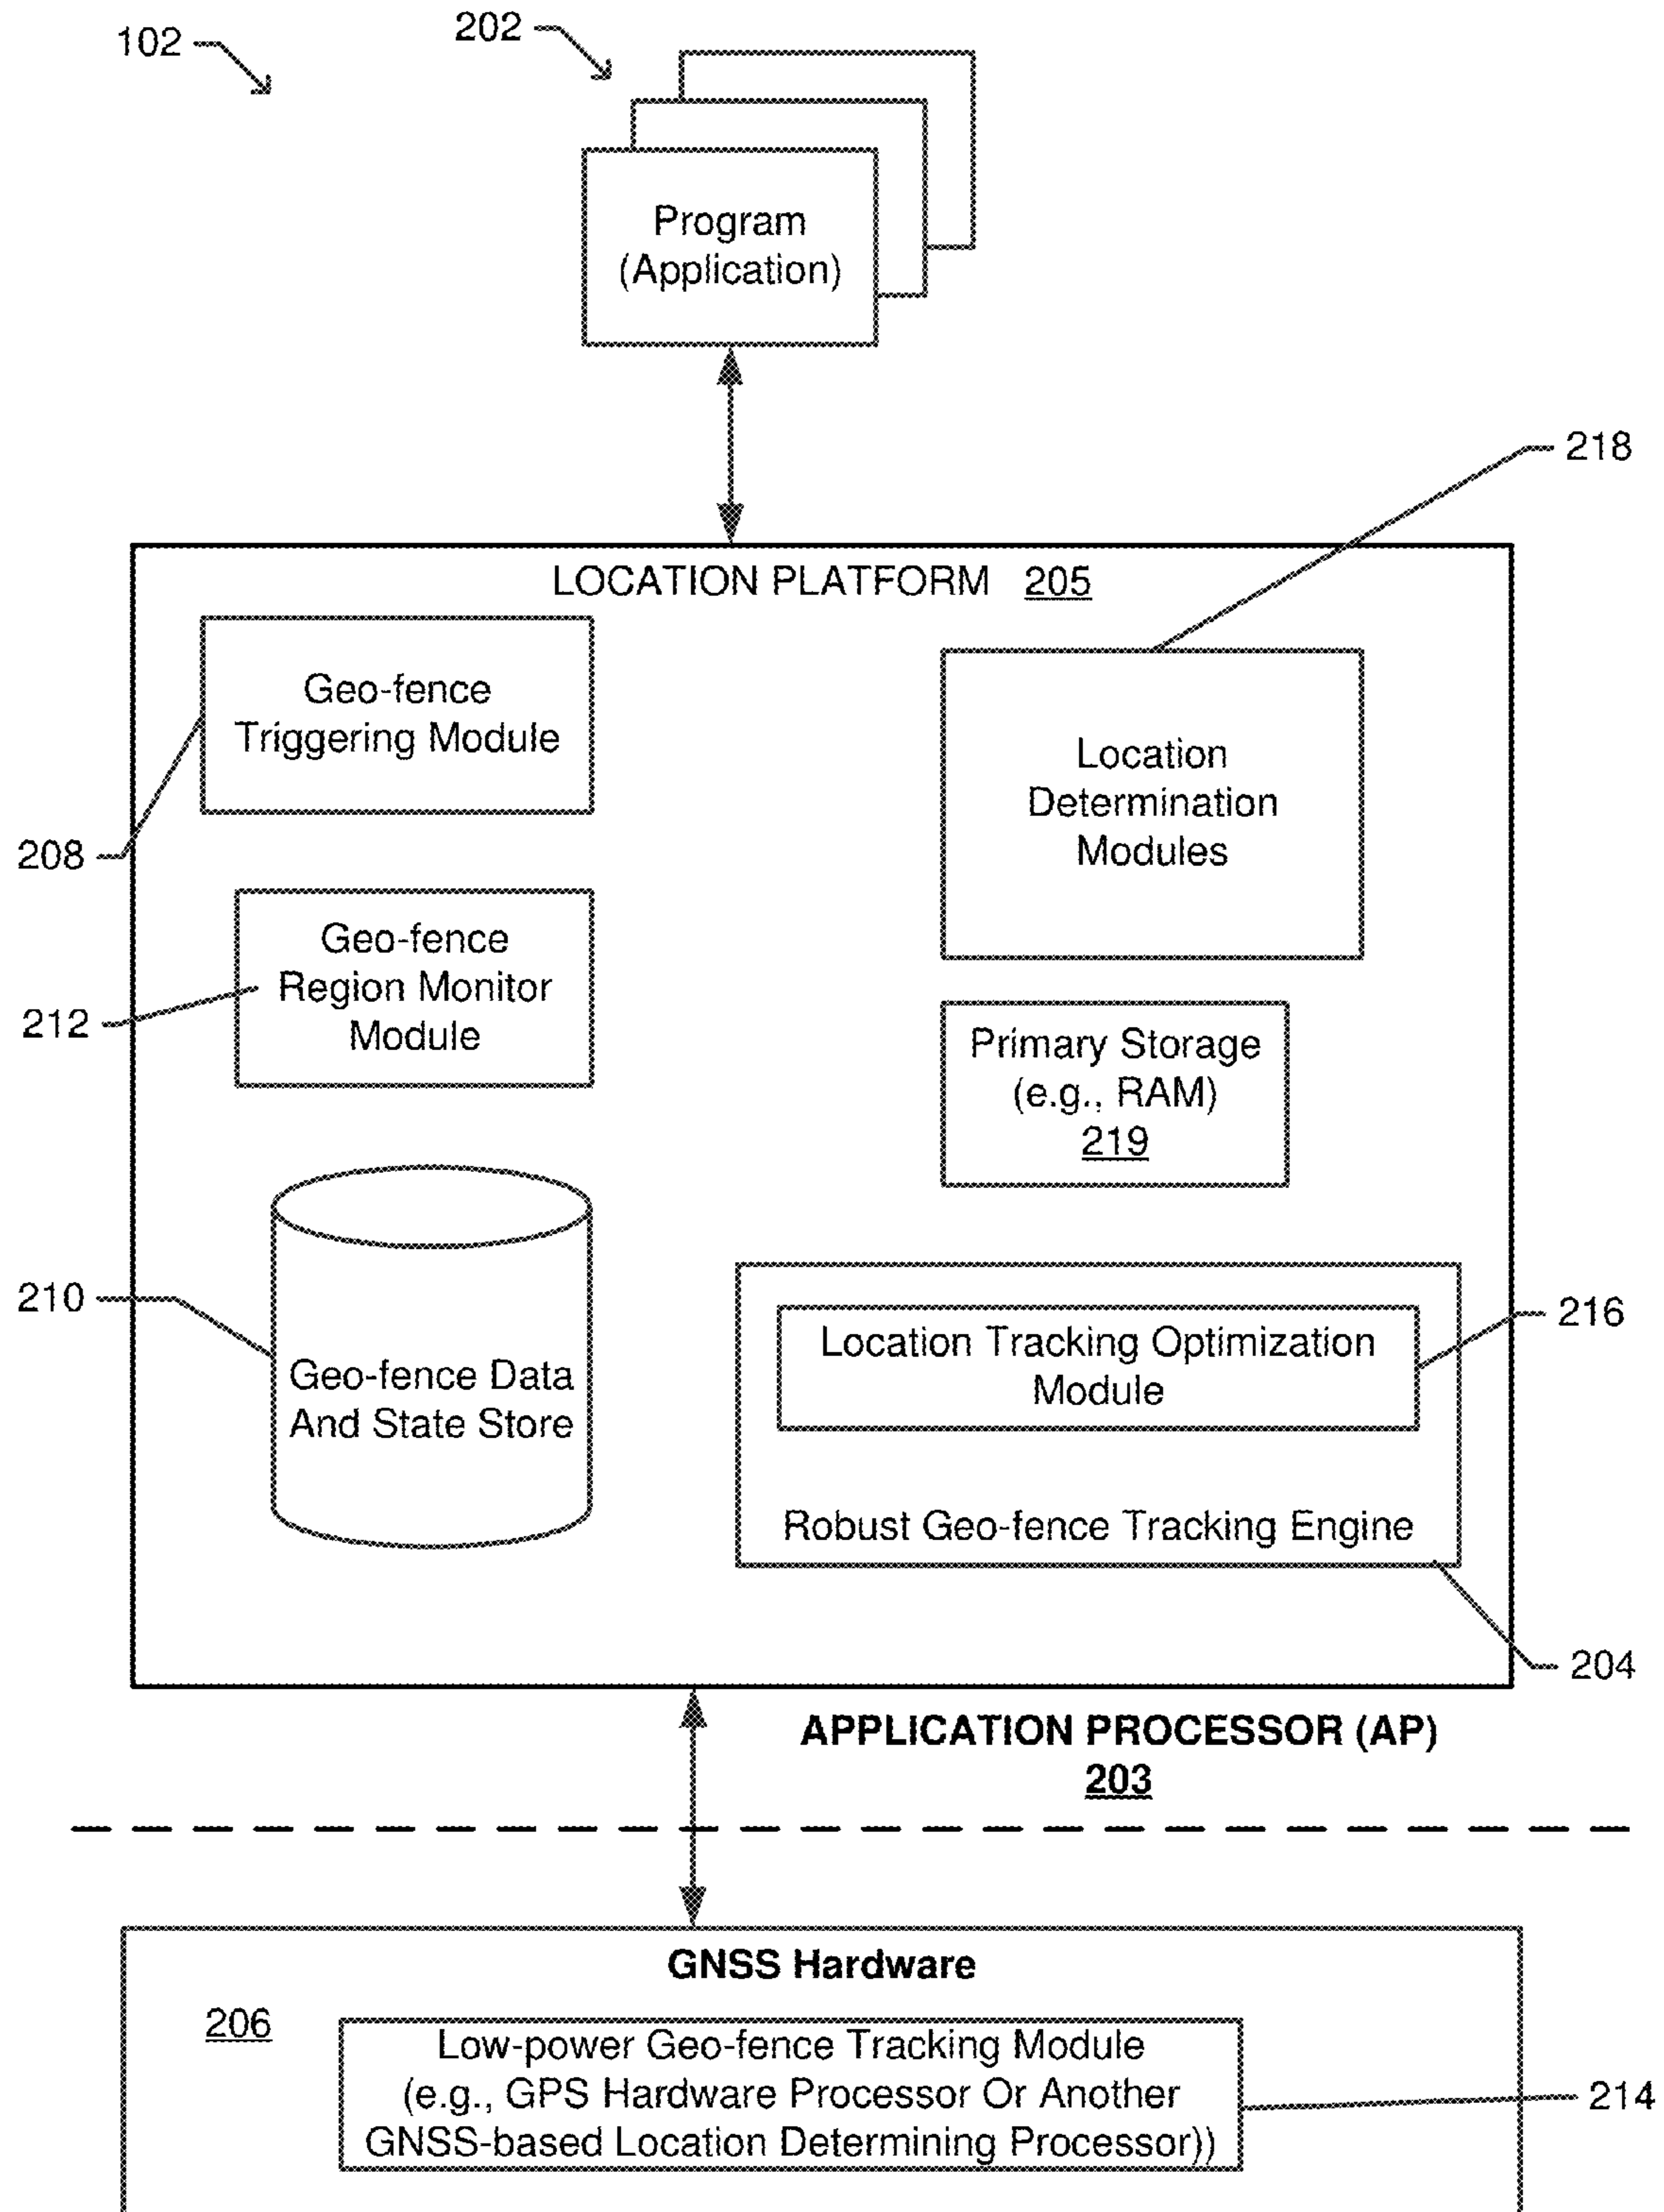 102
202
Program
(Application)
218
LOCATION PLATFORM 205
Geo-fence
Triggering Module
208
Location
Determination
Modules
Geo-fence
Region Monitor
Module
212
Primary Storage
(e.g., RAM)
219
210
Geo-fence Data
And State Store
Location Tracking Optimization
Module
216
Robust Geo-fence Tracking Engine
204
APPLICATION PROCESSOR (AP)
203
GNSS Hardware
206
Low-power Geo-fence Tracking Module
(e.g., GPS Hardware Processor Or Another
GNSS-based Location Determining Processor))
214